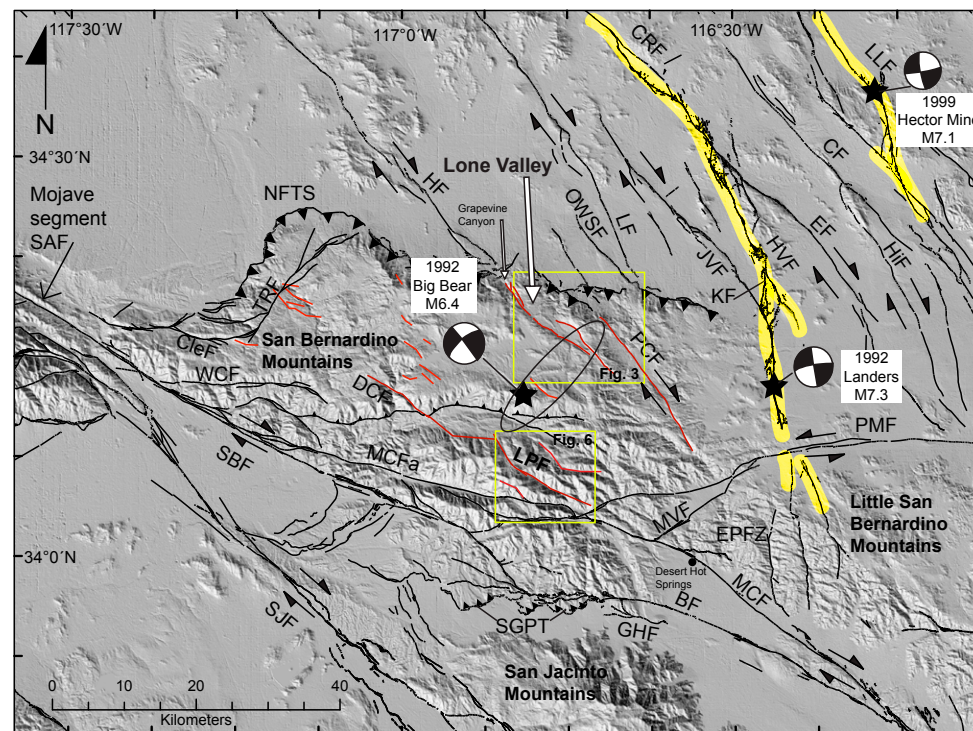 117°30'W
117°0'W
116°30'W
N
34°30'N
34°0'N
Mojave
segment
SAF
NFTS
HF
Lone Valley
Grapevine
Canyon
OWSF
LF
JVF
CRF
LLF
1999
Hector Mine
M7.1
CF
EF
HiF
HVF
KF
1992
Big Bear
M6.4
San Bernardino
Mountains
CleF
WCF
DCF
PCF
Fig. 3
1992
Landers
M7.3
PMF
Fig. 6
LPF
MCFa
SBF
MVF
EPFZ
Little San
Bernardino
Mountains
Desert Hot
Springs
MCF
BF
SJF
SGPT
GHF
San Jacinto
Mountains
0
10
20
40
Kilometers